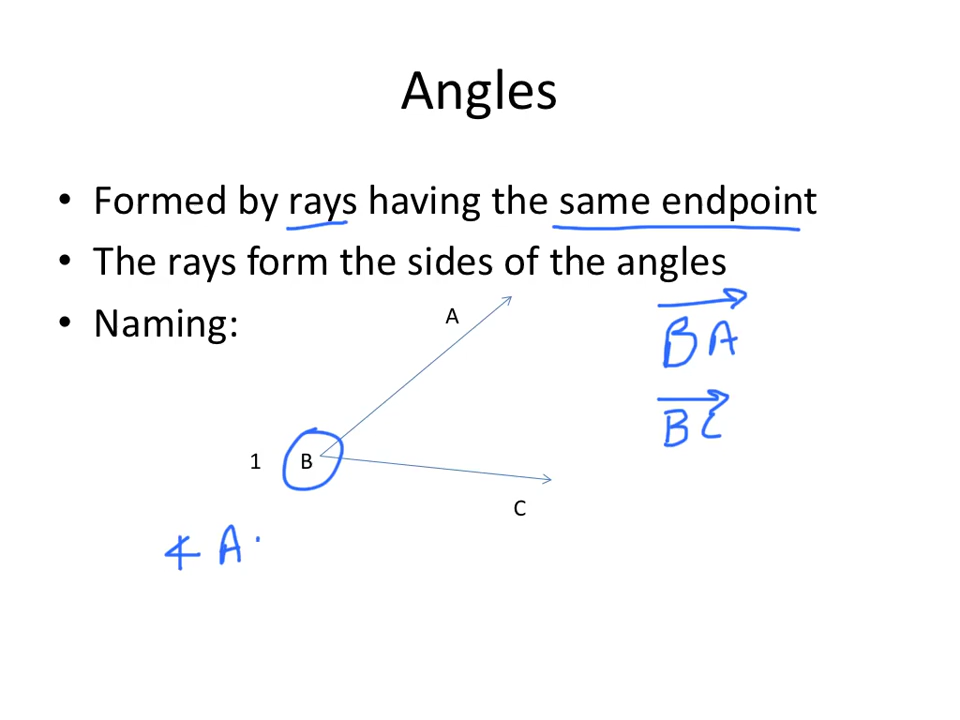 Angles
• Formed by rays having the same endpoint
• The rays form the sides of the angles
• Naming:
A
BA
BC
1 B
C
∢ A